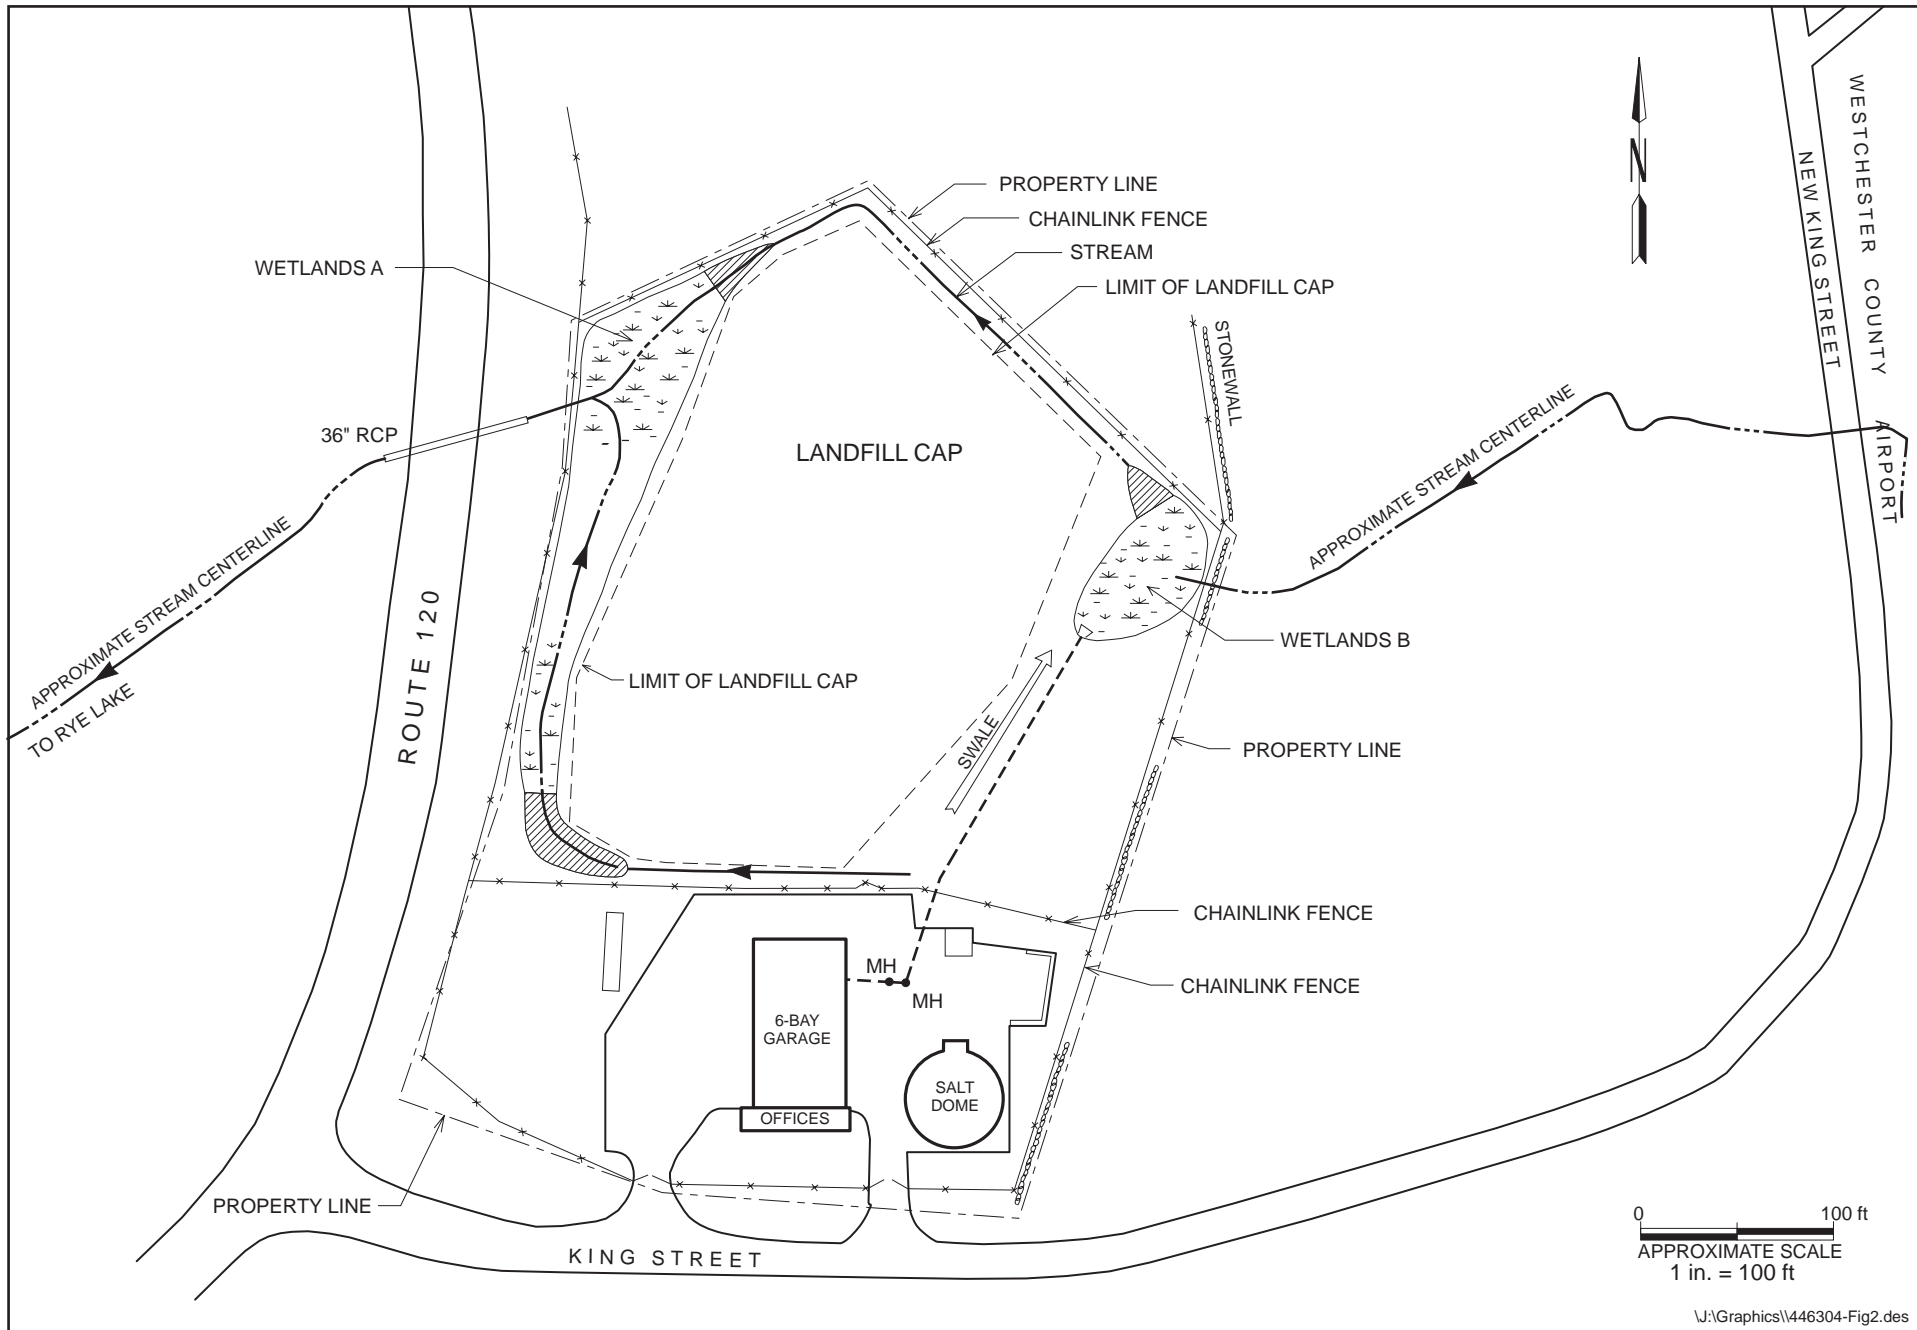 PROPERTY LINE
CHAINLINK FENCE
STREAM
LIMIT OF LANDFILL CAP
WETLANDS A
N
WESTCHESTER COUNTY AIRPORT
NEW KING STREET
STONEWALL
36" RCP
LANDFILL CAP
APPROXIMATE STREAM CENTERLINE
APPROXIMATE STREAM CENTERLINE
TO RYE LAKE
ROUTE 120
WETLANDS B
LIMIT OF LANDFILL CAP
SWALE
PROPERTY LINE
CHAINLINK FENCE
MH
MH
CHAINLINK FENCE
6-BAY
GARAGE
SALT
DOME
OFFICES
PROPERTY LINE
KING STREET
0 100 ft
APPROXIMATE SCALE
1 in. = 100 ft
\J:\Graphics\\446304-Fig2.des